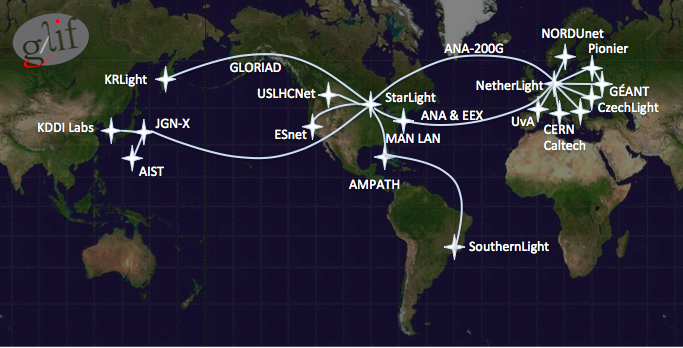 glif
NORDUnet
Pionier
ANA-200G
GLORIAD
KRLight
USLHCNet
StarLight
NetherLight
GÉANT
CzechLight
KDDI Labs
JGN-X
ESnet
ANA & EEX
UvA
CERN
Caltech
MAN LAN
AIST
AMPATH
SouthernLight